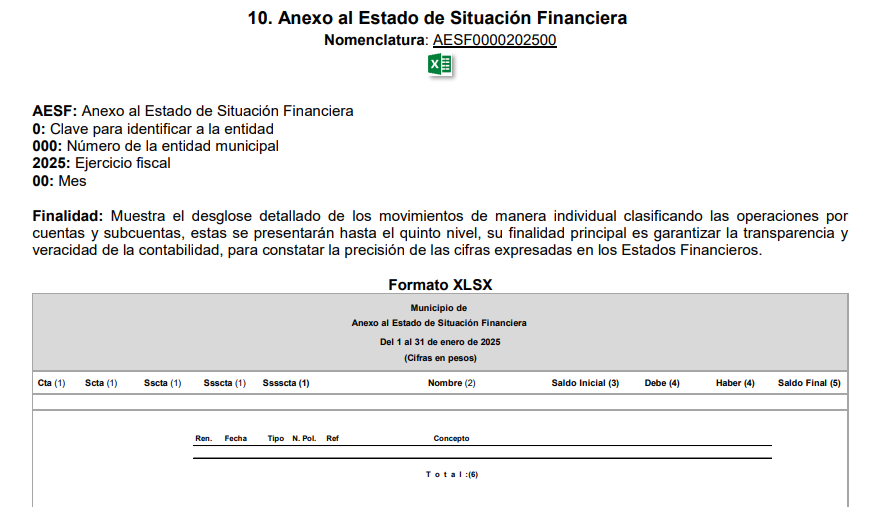 10. Anexo al Estado de Situación Financiera
Nomenclatura: AESF0000202500
X
AESF: Anexo al Estado de Situación Financiera
0: Clave para identificar a la entidad
000: Número de la entidad municipal
2025: Ejercicio fiscal
00: Mes
Finalidad: Muestra el desglose detallado de los movimientos de manera individual clasificando las operaciones por
cuentas y subcuentas, estas se presentarán hasta el quinto nivel, su finalidad principal es garantizar la transparencia y
veracidad de la contabilidad, para constatar la precisión de las cifras expresadas en los Estados Financieros.
Formato XLSX
Municipio de
Anexo al Estado de Situación Financiera
Del 1 al 31 de enero de 2025
(Cifras en pesos)
Cta (1) Scta (1) Sscta (1) Ssscta (1) Sssscta (1) Nombre (2) Saldo Inicial (3) Debe (4) Haber (4) Saldo Final (5)
Ren. Fecha Tipo N. Pol. Ref Concepto
T o t a l :(6)